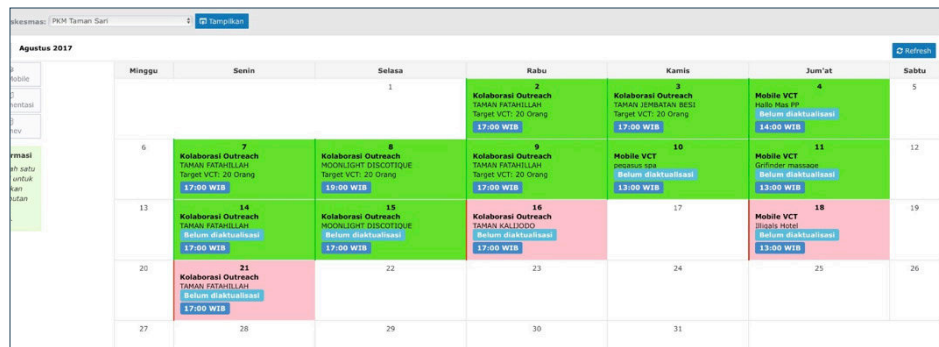 skesmas: PKM Taman Sari Tampilkan
Agustus 2017
Refresh
Minggu Senin Selasa Rabu Kamis Jum'at Sabtu
1
2
Kolaborasi Outreach
TAMAN FATAHILLAH
Target VCT: 20 Orang
17:00 WIB
3
Kolaborasi Outreach
TAMAN JEMBATAN BESI
Target VCT: 20 Orang
17:00 WIB
4
Mobile VCT
Hallo Mas PP
Belum diaktualisasi
14:00 WIB
5
6
7
Kolaborasi Outreach
TAMAN FATAHILLAH
Target VCT: 20 Orang
17:00 WIB
8
Kolaborasi Outreach
MOONLIGHT DISCOTIQUE
Target VCT: 20 Orang
19:00 WIB
9
Kolaborasi Outreach
TAMAN FATAHILLAH
Target VCT: 20 Orang
17:00 WIB
10
Mobile VCT
pegasus spa
Belum diaktualisasi
13:00 WIB
11
Mobile VCT
Grifinder massage
Belum diaktualisasi
13:00 WIB
12
13
14
Kolaborasi Outreach
TAMAN FATAHILLAH
Belum diaktualisasi
17:00 WIB
15
Kolaborasi Outreach
MOONLIGHT DISCOTIQUE
Belum diaktualisasi
17:00 WIB
16
Kolaborasi Outreach
TAMAN KALIJODO
Belum diaktualisasi
17:00 WIB
17
18
Mobile VCT
Illigals Hotel
Belum diaktualisasi
13:00 WIB
19
20
21
Kolaborasi Outreach
TAMAN FATAHILLAH
Belum diaktualisasi
17:00 WIB
22
23
24
25
26
27
28
29
30
31
Mobile
mentasi
nev
rmasi
ah satu
untuk
kan
utan